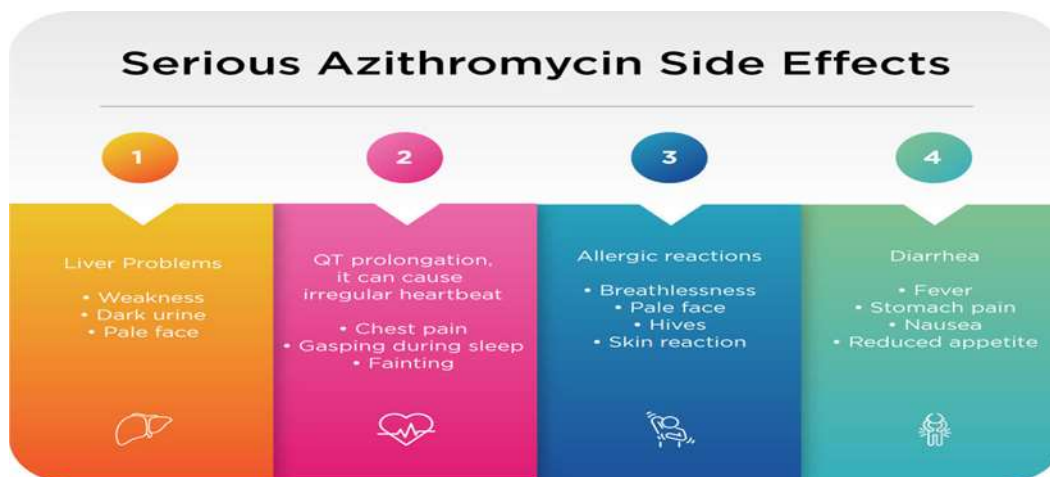 Serious Azithromycin Side Effects
1
Liver Problems
• Weakness
• Dark urine
• Pale face
2
QT prolongation,
it can cause
irregular heartbeat
• Chest pain
• Gasping during sleep
• Fainting
3
Allergic reactions
• Breathlessness
• Pale face
• Hives
• Skin reaction
4
Diarrhea
• Fever
• Stomach pain
• Nausea
• Reduced appetite